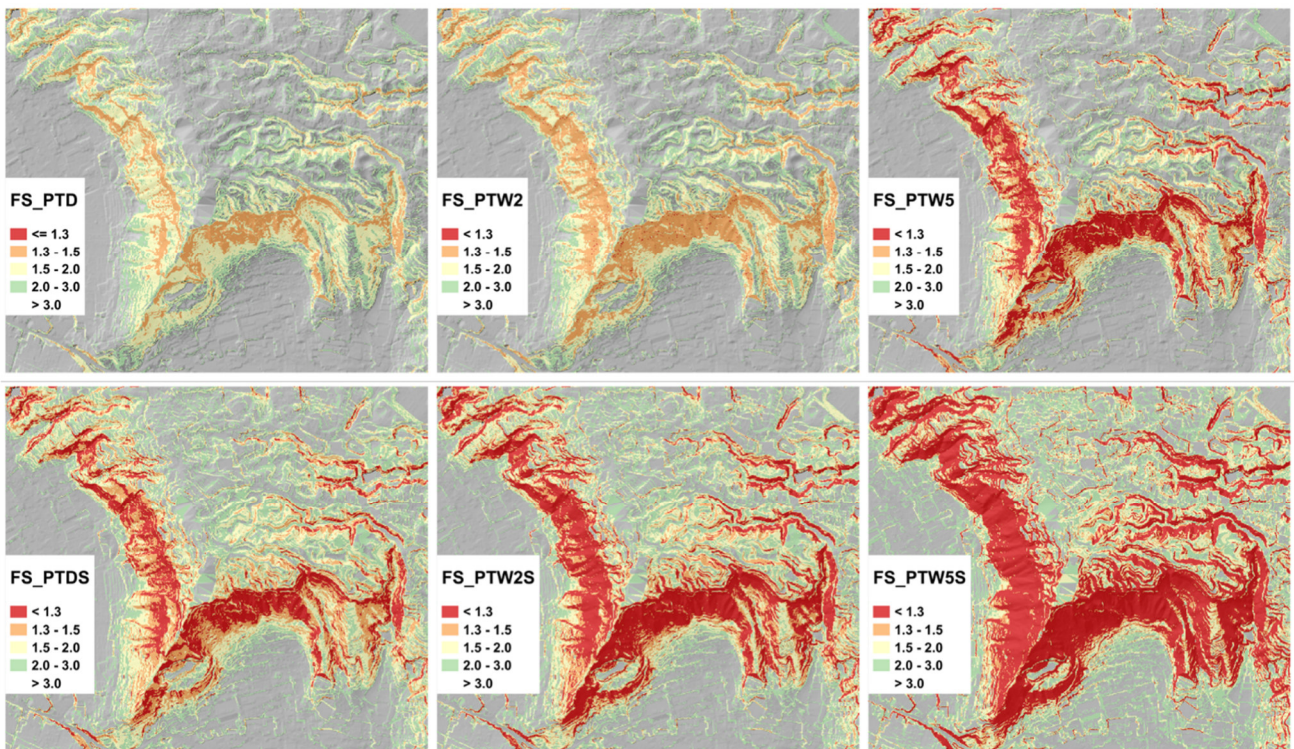 FS_PTD
<= 1.3
1.3 - 1.5
1.5 - 2.0
2.0 - 3.0
> 3.0
FS_PTW2
< 1.3
1.3 - 1.5
1.5 - 2.0
2.0 - 3.0
> 3.0
FS_PTW5
< 1.3
1.3 - 1.5
1.5 - 2.0
2.0 - 3.0
> 3.0
FS_PTDS
< 1.3
1.3 - 1.5
1.5 - 2.0
2.0 - 3.0
> 3.0
FS_PTW2S
< 1.3
1.3 - 1.5
1.5 - 2.0
2.0 - 3.0
> 3.0
FS_PTW5S
< 1.3
1.3 - 1.5
1.5 - 2.0
2.0 - 3.0
> 3.0